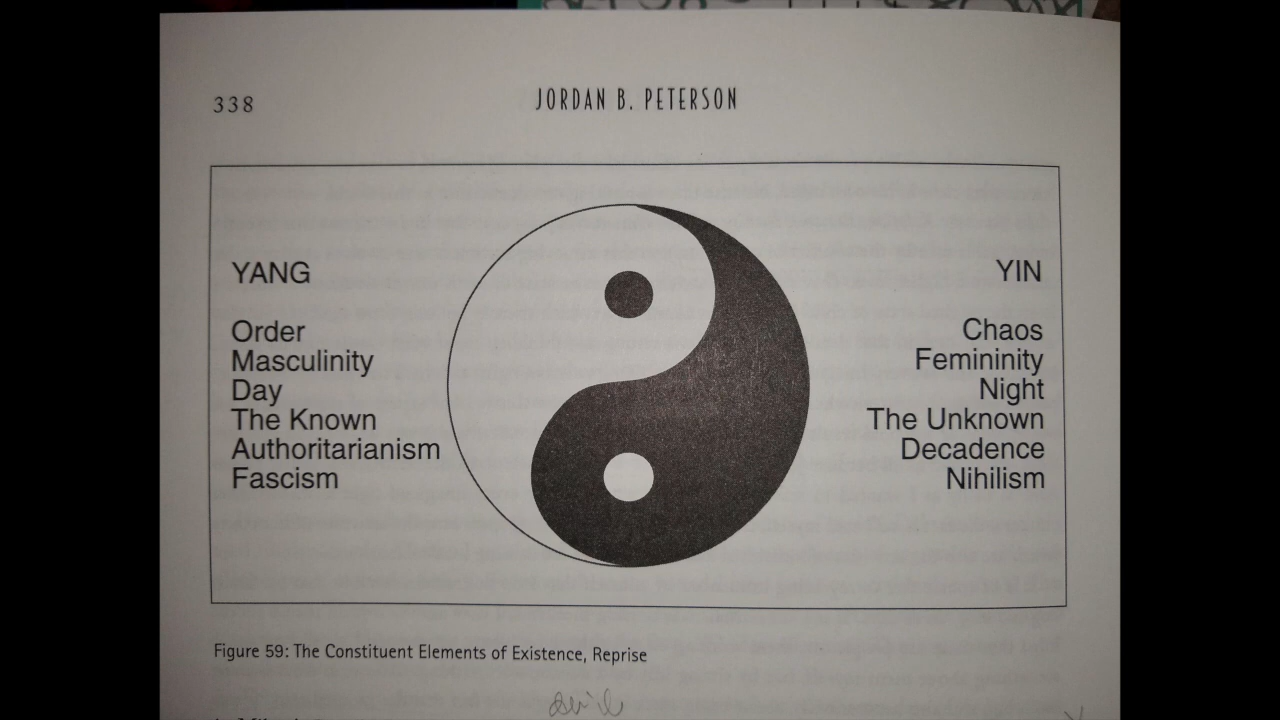 338
JORDAN B. PETERSON
YANG
Order
Masculinity
Day
The Known
Authoritarianism
Fascism
YIN
Chaos
Femininity
Night
The Unknown
Decadence
Nihilism
Figure 59: The Constituent Elements of Existence, Reprise